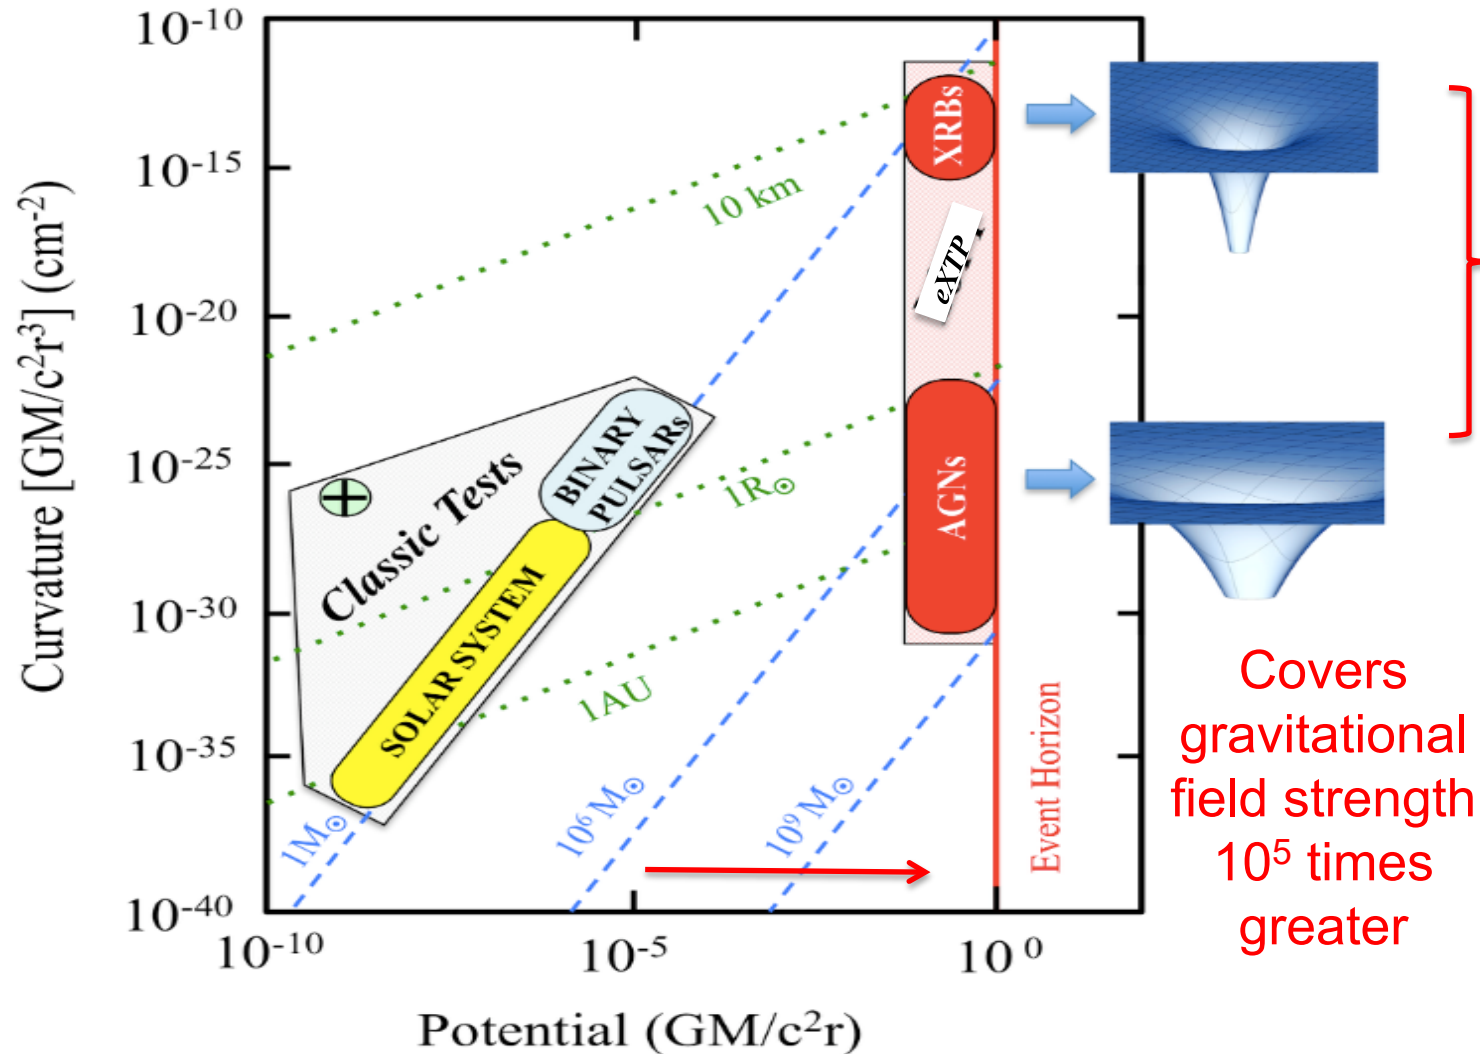 10⁻¹⁰
10⁻¹⁵
10⁻²⁰
10⁻²⁵
10⁻³⁰
10⁻³⁵
10⁻⁴⁰
Curvature [GM/c²r³] (cm⁻²)
10⁻¹⁰
10⁻⁵
10⁰
Potential (GM/c²r)
10 km
1R☉
1AU
1M☉
10⁶M☉
10⁹M☉
Classic Tests
BINARY
PULSARs
SOLAR SYSTEM
XRBs
eXTP
AGNs
Event Horizon
Covers
gravitational
field strength
10⁵ times
greater